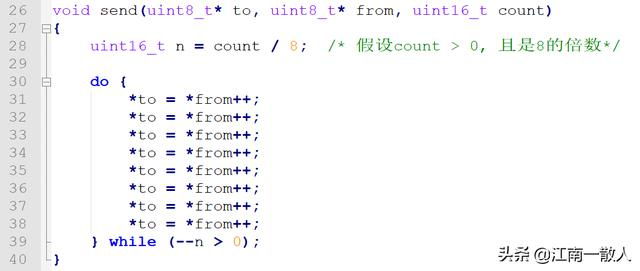 26 void send(uint8_t* to, uint8_t* from, uint16_t count)
27 {
28 uint16_t n = count / 8; /* 假设count > 0, 且是8的倍数*/
29
30 do {
31 *to = *from++;
32 *to = *from++;
33 *to = *from++;
34 *to = *from++;
35 *to = *from++;
36 *to = *from++;
37 *to = *from++;
38 *to = *from++;
39 } while (--n > 0);
40 }
头条 @江南一散人